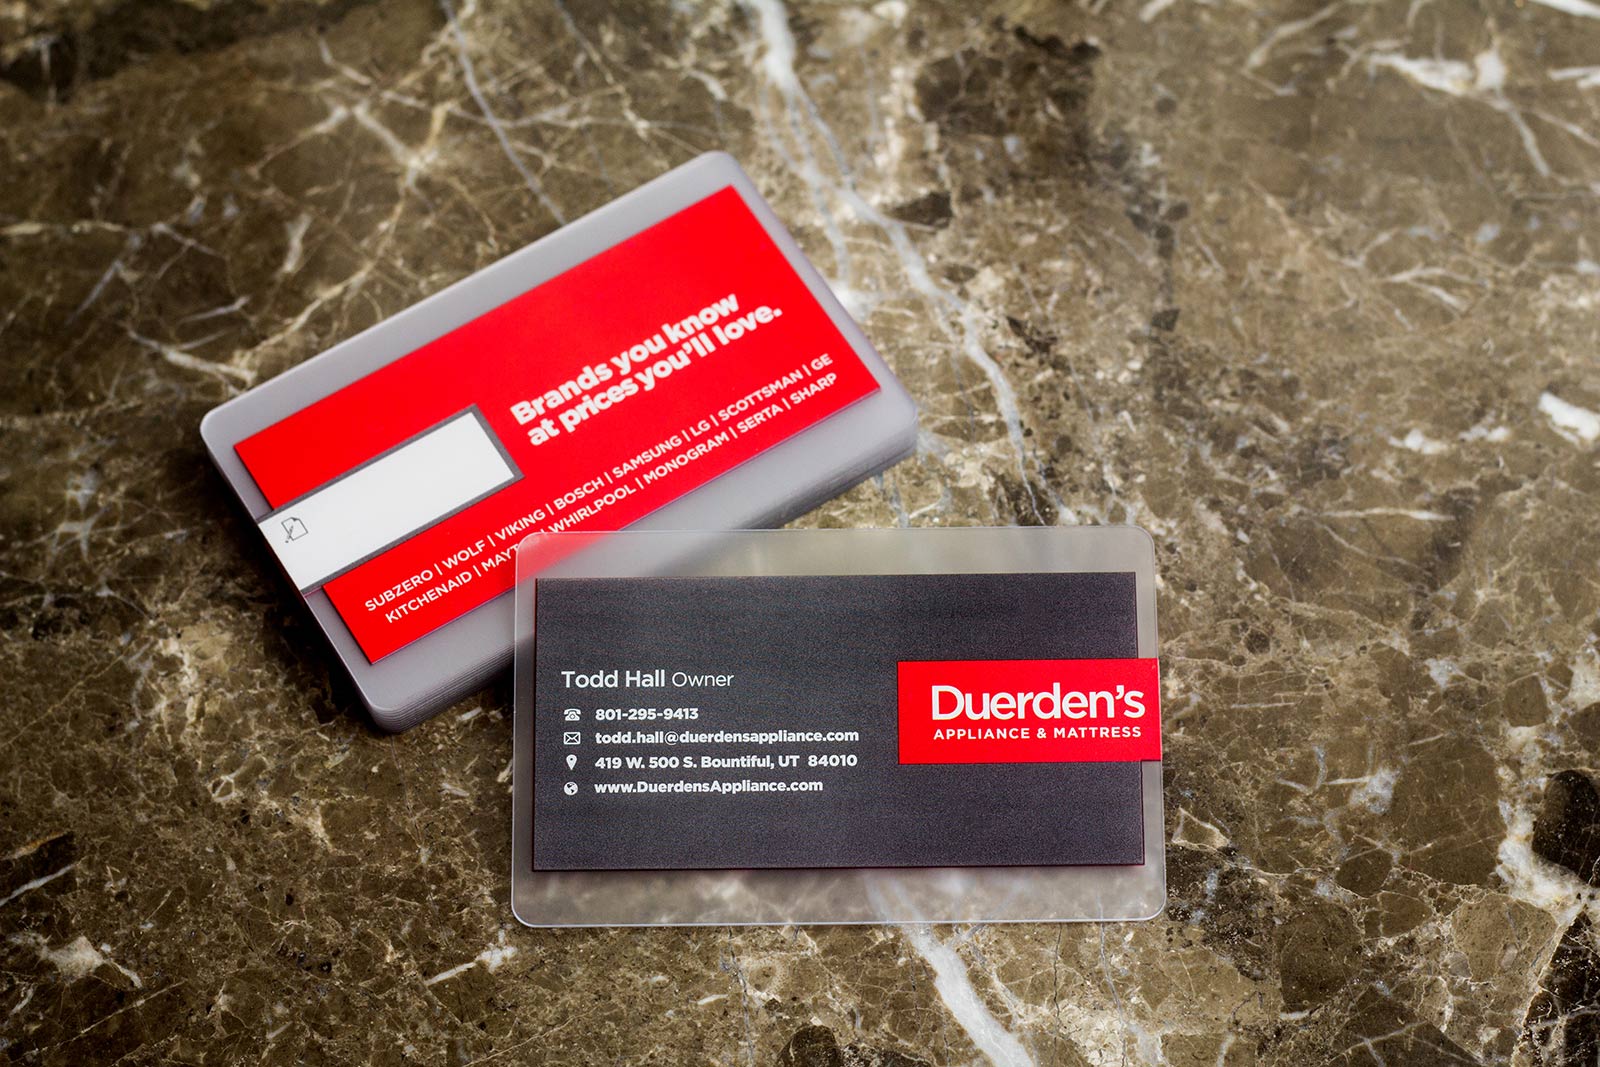 Brands you know
at prices you'll love.
SUBZERO | WOLF | VIKING | BOSCH | SAMSUNG | LG | SCOTTSMAN | GE
KITCHENAID | MAYT | WHIRLPOOL | MONOGRAM | SERTA | SHARP
Todd Hall Owner
801-295-9413
todd.hall@duerdensappliance.com
419 W. 500 S. Bountiful, UT 84010
www.DuerdensAppliance.com
Duerden's
APPLIANCE & MATTRESS